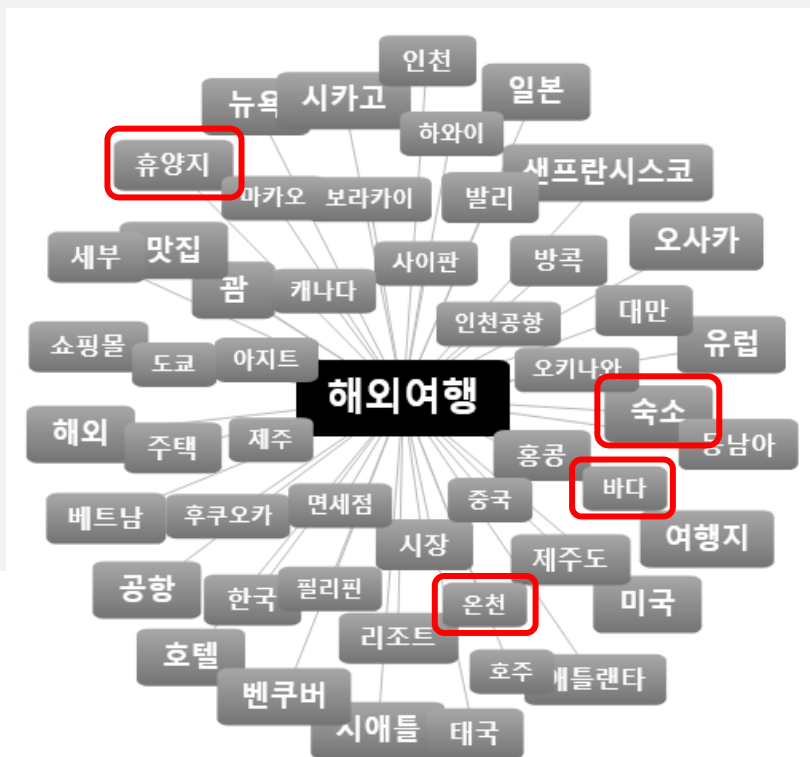 인천
일본
뉴욕
시카고
하와이
휴양지
샌프란시스코
마카오
보라카이
발리
오사카
세부
맛집
사이판
방콕
괌
캐나다
대만
인천공항
쇼핑몰
유럽
도쿄
아지트
오키나와
해외여행
숙소
해외
주택
제주
홍콩
동남아
바다
베트남
후쿠오카
면세점
중국
여행지
시장
제주도
공항
한국
필리핀
온천
미국
호텔
리조트
호주
애틀랜타
벤쿠버
시애틀
태국